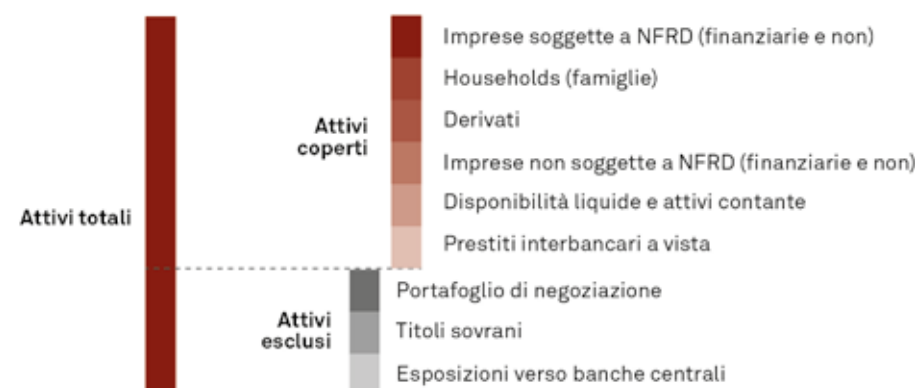 Imprese soggette a NFRD (finanziarie e non)
Households (famiglie)
Derivati
Attivi
coperti
Imprese non soggette a NFRD (finanziarie e non)
Disponibilità liquide e attivi contante
Attivi totali
Prestiti interbancari a vista
Portafoglio di negoziazione
Attivi
esclusi
Titoli sovrani
Esposizioni verso banche centrali